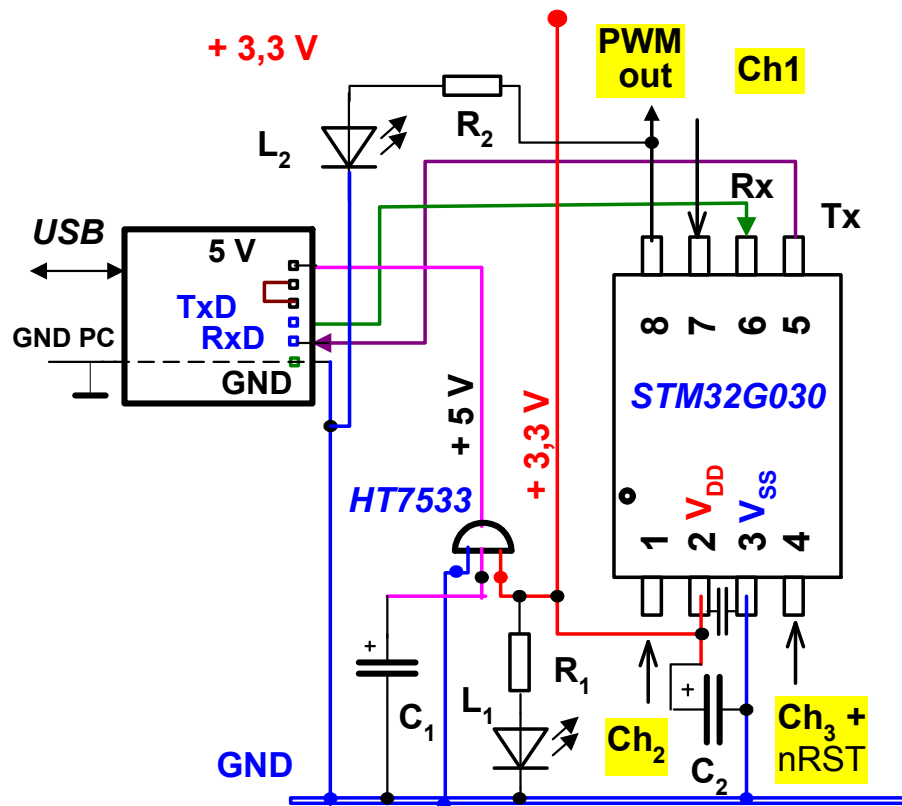 + 3,3 V
PWM
out
Ch1
R2
L2
Rx
Tx
USB
5 V
TxD
RxD
GND PC
GND
8
7
6
5
STM32G030
+ 5 V
+ 3,3 V
HT7533
VDD
VSS
1
2
3
4
+
C1
R1
L1
Ch2
+
C2
Ch3 +
nRST
GND